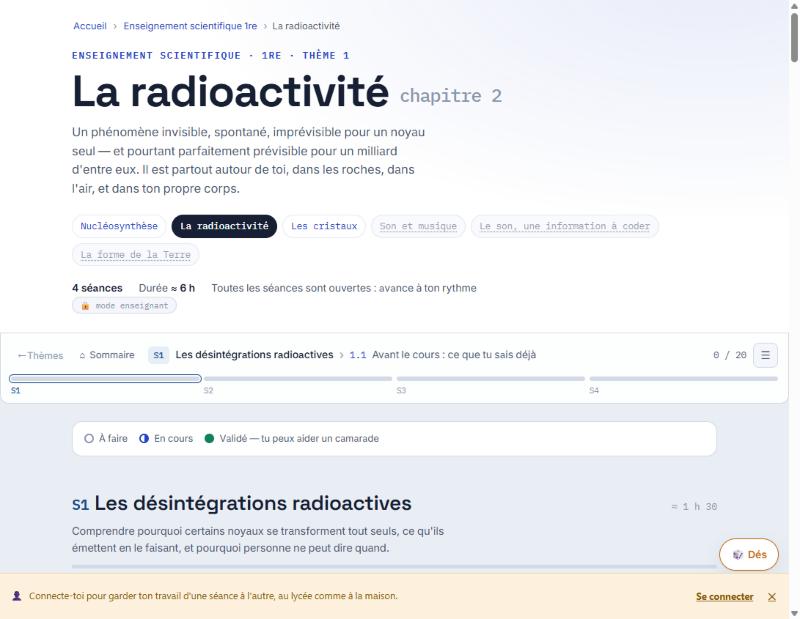 Accueil › Enseignement scientifique 1re › La radioactivité
ENSEIGNEMENT SCIENTIFIQUE · 1RE · THÈME 1
La radioactivité chapitre 2
Un phénomène invisible, spontané, imprévisible pour un noyau
seul — et pourtant parfaitement prévisible pour un milliard
d'entre eux. Il est partout autour de toi, dans les roches, dans
l'air, et dans ton propre corps.
Nucléosynthèse La radioactivité Les cristaux Son et musique Le son, une information à coder
La forme de la Terre
4 séances Durée ≈ 6 h Toutes les séances sont ouvertes : avance à ton rythme
mode enseignant
←Thèmes ⌂ Sommaire S1 Les désintégrations radioactives › 1.1 Avant le cours : ce que tu sais déjà 0 / 20 ☰
S1 S2 S3 S4
À faire En cours Validé — tu peux aider un camarade
S1 Les désintégrations radioactives ≈ 1 h 30
Comprendre pourquoi certains noyaux se transforment tout seuls, ce qu'ils
émettent en le faisant, et pourquoi personne ne peut dire quand.
Dés
Connecte-toi pour garder ton travail d'une séance à l'autre, au lycée comme à la maison. Se connecter ×